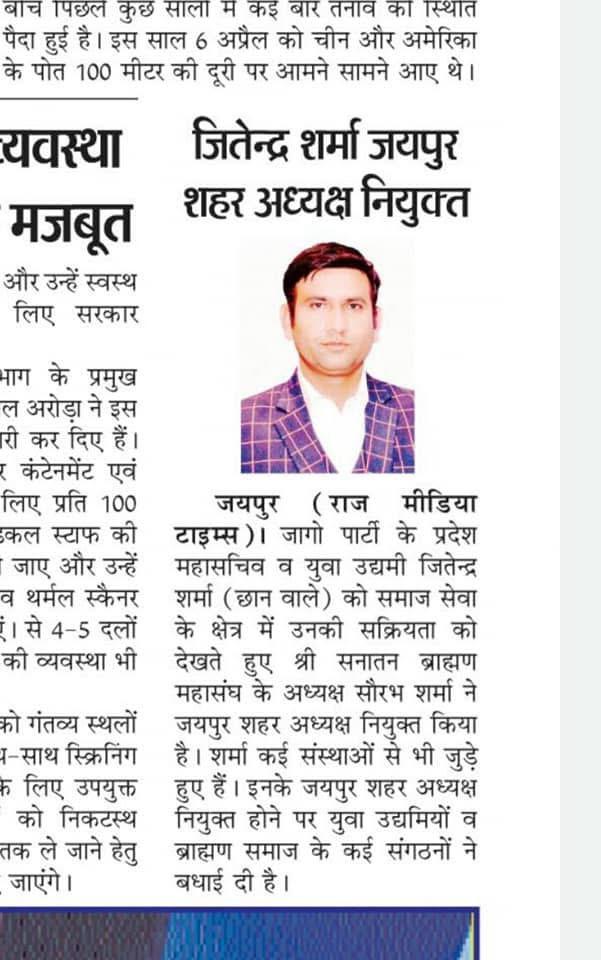 बीच पिछले कुछ सालों में कई बार तनाव की स्थिति
पैदा हुई है। इस साल 6 अप्रैल को चीन और अमेरिका
के पोत 100 मीटर की दूरी पर आमने सामने आए थे।
व्यवस्था
मजबूत
और उन्हें स्वस्थ
लिए सरकार
के प्रमुख
अरोड़ा ने इस
कर दिए हैं।
कंटेनमेंट एवं
लिए प्रति 100
स्टाफ की
जाए और उन्हें
व थर्मल स्कैनर
से 4-5 दलों
की व्यवस्था भी
को गंतव्य स्थलों
स्क्रिनिंग
के लिए उपयुक्त
को निकटस्थ
तक ले जाने हेतु
जाएंगे।
जितेन्द्र शर्मा जयपुर
शहर अध्यक्ष नियुक्त
जयपुर (राज मीडिया
टाइम्स)। जागो पार्टी के प्रदेश
महासचिव व युवा उद्यमी जितेन्द्र
शर्मा (छान वाले) को समाज सेवा
के क्षेत्र में उनकी सक्रियता को
देखते हुए श्री सनातन ब्राह्मण
महासंघ के अध्यक्ष सौरभ शर्मा ने
जयपुर शहर अध्यक्ष नियुक्त किया
है। शर्मा कई संस्थाओं से भी जुड़े
हुए हैं। इनके जयपुर शहर अध्यक्ष
नियुक्त होने पर युवा उद्यमियों व
ब्राह्मण समाज के कई संगठनों ने
बधाई दी है।